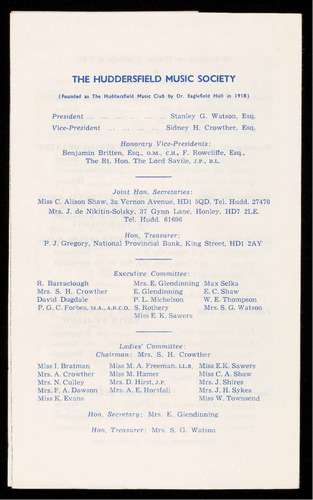 THE HUDDERSFIELD MUSIC SOCIETY
(Founded as The Huddersfield Music Club by Dr. Eaglefield Hull in 1918)
President ... ... ... ... ... Stanley G. Watson, Esq.
Vice-President ... ... ... ... Sidney H. Crowther, Esq.
Honorary Vice-Presidents:
Benjamin Britten, Esq., O.M., C.H., F. Rowcliffe, Esq.,
The Rt. Hon. The Lord Savile, J.P., D.L.
Joint Hon. Secretaries:
Miss C. Alison Shaw, 3a Vernon Avenue, HD1 5QD. Tel. Hudd. 27470
Mrs. J. de Nikitin-Solsky, 37 Gynn Lane, Honley, HD7 2LE.
Tel. Hudd. 61696
Hon. Treasurer:
P. J. Gregory, National Provincial Bank, King Street, HD1 2AY
Executive Committee:
R. Barraclough Mrs. E. Glendinning Max Selka
Mrs. S. H. Crowther E. Glendinning E. C. Shaw
David Dugdale P. L. Michelson W. E. Thompson
P. G. C. Forbes, M.A., A.R.C.O. S. Rothery Mrs. S. G. Watson
Miss E. K. Sawers
Ladies' Committee:
Chairman: Mrs. S. H. Crowther
Miss I. Bratman Miss M. A. Freeman, LL.B. Miss E.K. Sawers
Mrs. A. Crowther Miss M. Hamer Miss C. A. Shaw
Mrs. N. Culley Mrs. D. Hirst, J.P. Mrs. J. Shires
Mrs. F. A. Dawson Mrs. A. E. Horsfall Mrs. J. H. Sykes
Miss K. Evans Miss W. Townsend
Hon. Secretary: Mrs. E. Glendinning
Hon. Treasurer: Mrs. S. G. Watson